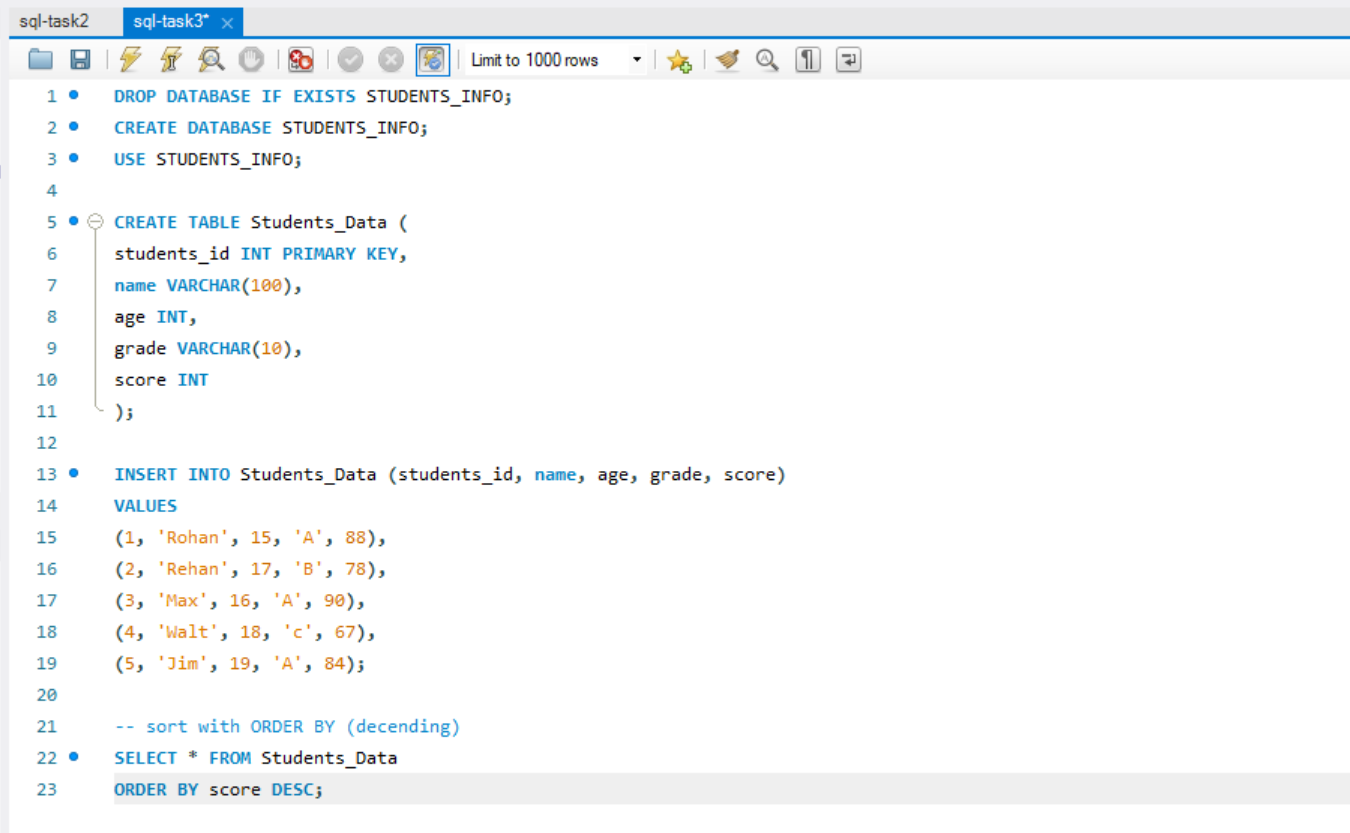 sql-task2 sql-task3* ×
Limit to 1000 rows
1 DROP DATABASE IF EXISTS STUDENTS_INFO;
2 CREATE DATABASE STUDENTS_INFO;
3 USE STUDENTS_INFO;
4
5 CREATE TABLE Students_Data (
6 students_id INT PRIMARY KEY,
7 name VARCHAR(100),
8 age INT,
9 grade VARCHAR(10),
10 score INT
11 );
12
13 INSERT INTO Students_Data (students_id, name, age, grade, score)
14 VALUES
15 (1, 'Rohan', 15, 'A', 88),
16 (2, 'Rehan', 17, 'B', 78),
17 (3, 'Max', 16, 'A', 90),
18 (4, 'Walt', 18, 'c', 67),
19 (5, 'Jim', 19, 'A', 84);
20
21 -- sort with ORDER BY (decending)
22 SELECT * FROM Students_Data
23 ORDER BY score DESC;